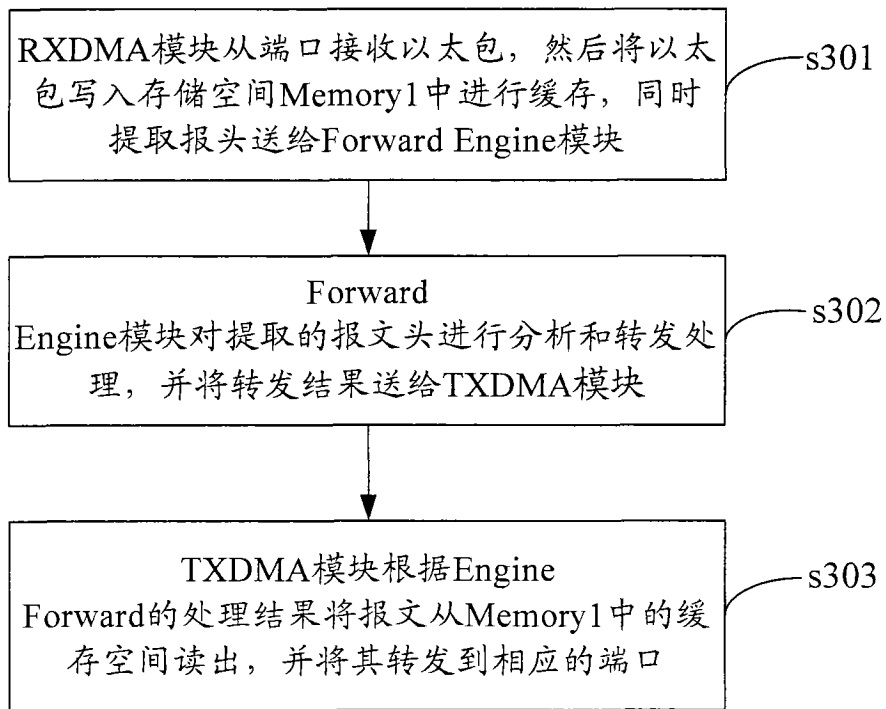 RXDMA模块从端口接收以太包，然后将以太
包写入存储空间Memory1中进行缓存，同时
提取报头送给Forward Engine模块
s301
Forward
Engine模块对提取的报文头进行分析和转发处
理，并将转发结果送给TXDMA模块
s302
TXDMA模块根据Engine
Forward的处理结果将报文从Memory1中的缓
存空间读出，并将其转发到相应的端口
s303